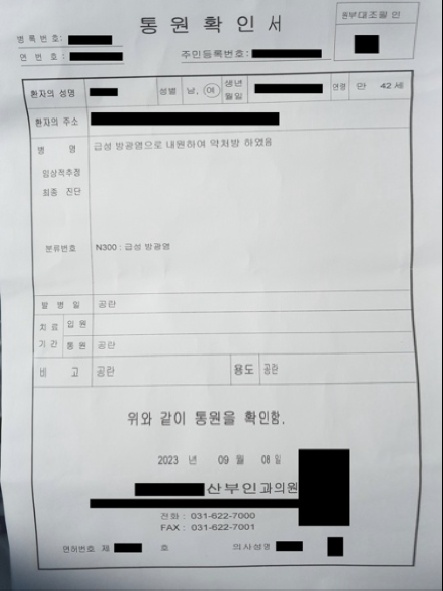 통원확인서
원부대조필 인
병록번호:
연 번호:
주민등록번호:
환자의 성명 성별 남, 여 생년월일 연령 만 42 세
환자의 주소
병 명 급성 방광염으로 내원하여 약처방 하였음
임상적추정
최종 진단
분류번호 N300 : 급성 방광염
발 병 일 공란
치료 입원
기간 통원 공란
비 고 공란 용도 공란
위와 같이 통원을 확인함.
2023 년 09 월 08 일
산부인과의원
전화 : 031-622-7000
FAX : 031-622-7001
면허번호 제 호 의사성명